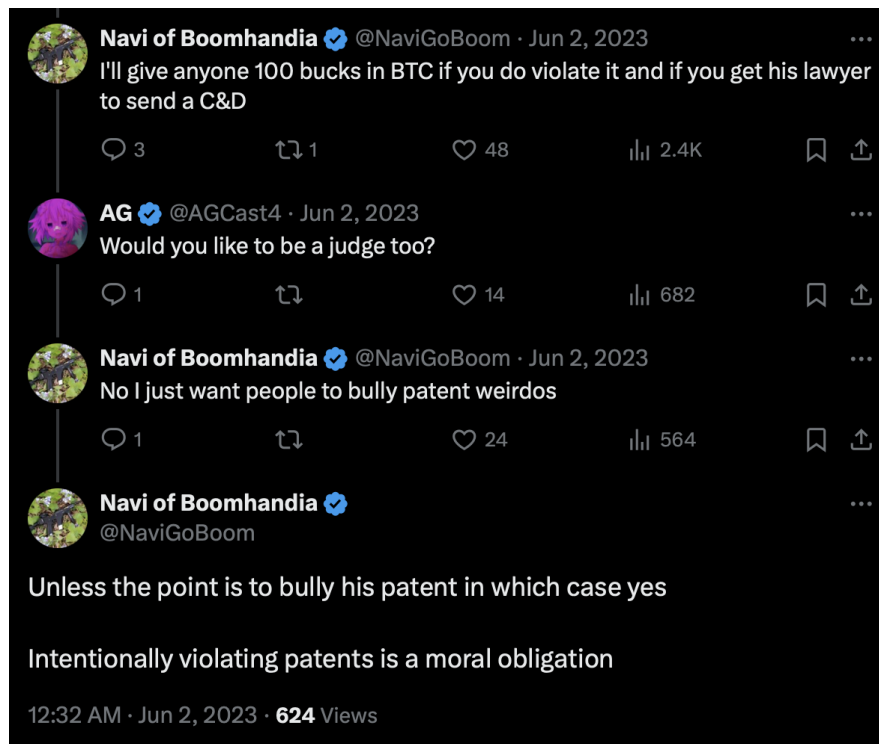 Navi of Boomhandia @NaviGoBoom · Jun 2, 2023
I'll give anyone 100 bucks in BTC if you do violate it and if you get his lawyer
to send a C&D
3 1 48 2.4K
AG @AGCast4 · Jun 2, 2023
Would you like to be a judge too?
1 14 682
Navi of Boomhandia @NaviGoBoom · Jun 2, 2023
No I just want people to bully patent weirdos
1 24 564
Navi of Boomhandia
@NaviGoBoom
Unless the point is to bully his patent in which case yes
Intentionally violating patents is a moral obligation
12:32 AM · Jun 2, 2023 · 624 Views